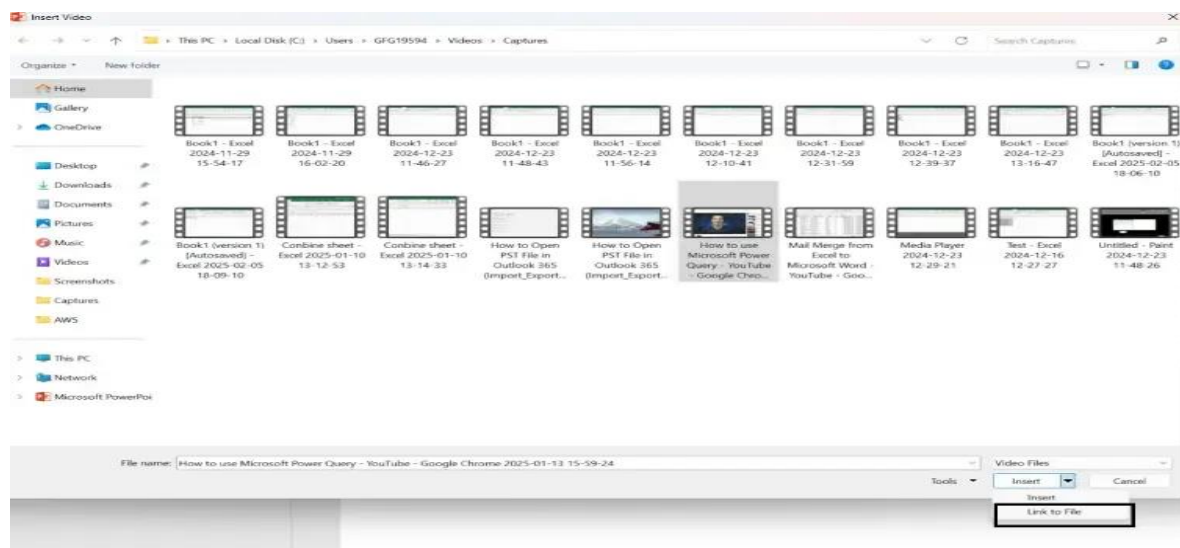 Insert Video
This PC > Local Disk (C:) > Users > GFG19594 > Videos > Captures
Search Captures
Organize
New folder
Home
Gallery
OneDrive
Desktop
Downloads
Documents
Pictures
Music
Videos
Screenshots
Captures
AWS
This PC
Network
Microsoft PowerPoi
Book1 - Excel
2024-11-29
15-54-17
Book1 - Excel
2024-11-29
16-02-20
Book1 - Excel
2024-12-23
11-46-27
Book1 - Excel
2024-12-23
11-48-43
Book1 - Excel
2024-12-23
11-56-14
Book1 - Excel
2024-12-23
12-10-41
Book1 - Excel
2024-12-23
12-31-59
Book1 - Excel
2024-12-23
12-39-37
Book1 - Excel
2024-12-23
13-16-47
Book1 (version 1)
[Autosaved] -
Excel 2025-02-05
18-06-10
Book1 (version 1)
[Autosaved] -
Excel 2025-02-05
18-09-10
Conbine sheet -
Excel 2025-01-10
13-12-53
Conbine sheet -
Excel 2025-01-10
13-14-33
How to Open
PST File in
Outlook 365
(Import_Export...
How to Open
PST File in
Outlook 365
(Import_Export...
How to use
Microsoft Power
Query - YouTube
- Google Chro...
Mail Merge from
Excel to
Microsoft Word -
YouTube - Goo...
Media Player
2024-12-23
12-29-21
Test - Excel
2024-12-16
12-27-27
Untitled - Paint
2024-12-23
11-48-26
File name: How to use Microsoft Power Query - YouTube - Google Chrome 2025-01-13 15-59-24
Video Files
Tools
Insert
Cancel
Insert
Link to File